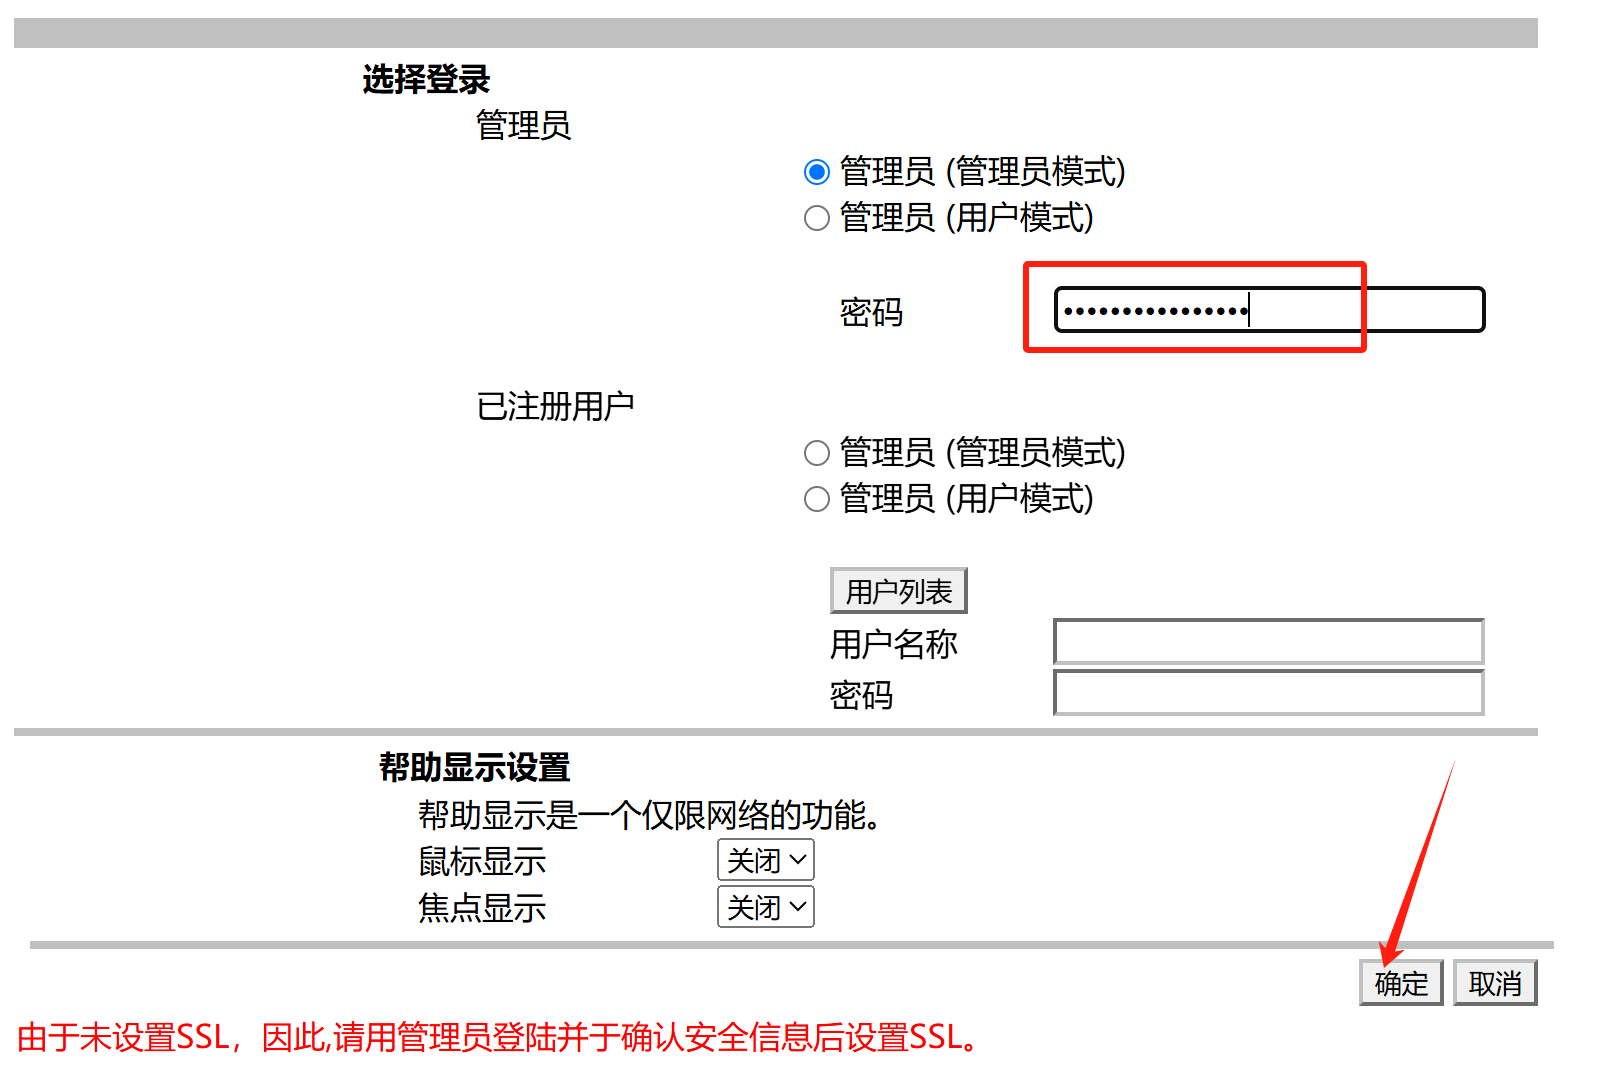 选择登录
管理员
管理员 (管理员模式)
管理员 (用户模式)
密码 ••••••••••••••••
已注册用户
管理员 (管理员模式)
管理员 (用户模式)
用户列表
用户名称
密码
帮助显示设置
帮助显示是一个仅限网络的功能。
鼠标显示 关闭
焦点显示 关闭
确定 取消
由于未设置SSL，因此,请用管理员登陆并于确认安全信息后设置SSL。